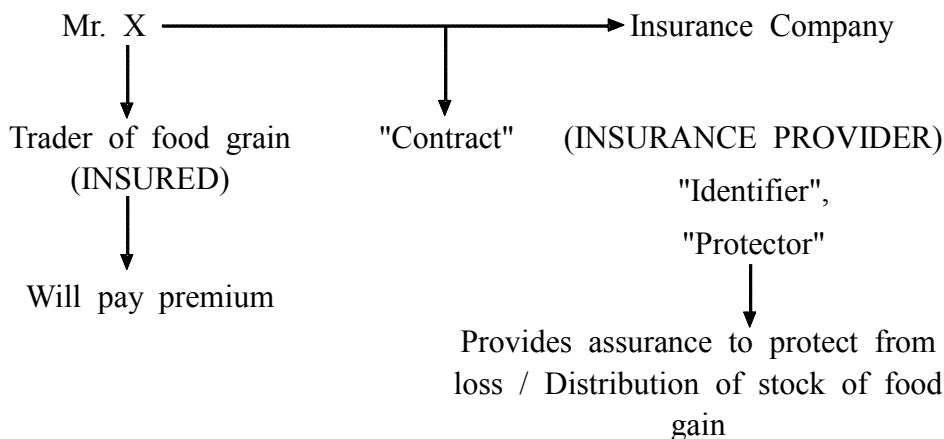 Mr. X
Insurance Company
Trader of food grain
(INSURED)
"Contract"
(INSURANCE PROVIDER)
"Identifier",
"Protector"
Will pay premium
Provides assurance to protect from
loss / Distribution of stock of food
gain